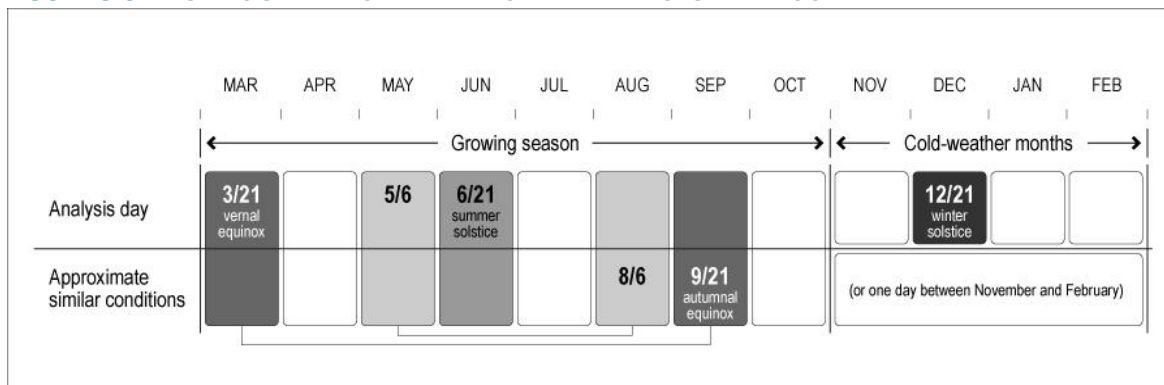 MAR APR MAY JUN JUL AUG SEP OCT NOV DEC JAN FEB
Growing season Cold-weather months
Analysis day
3/21
vernal
equinox
5/6
6/21
summer
solstice
12/21
winter
solstice
Approximate
similar conditions
8/6
9/21
autumnal
equinox
(or one day between November and February)